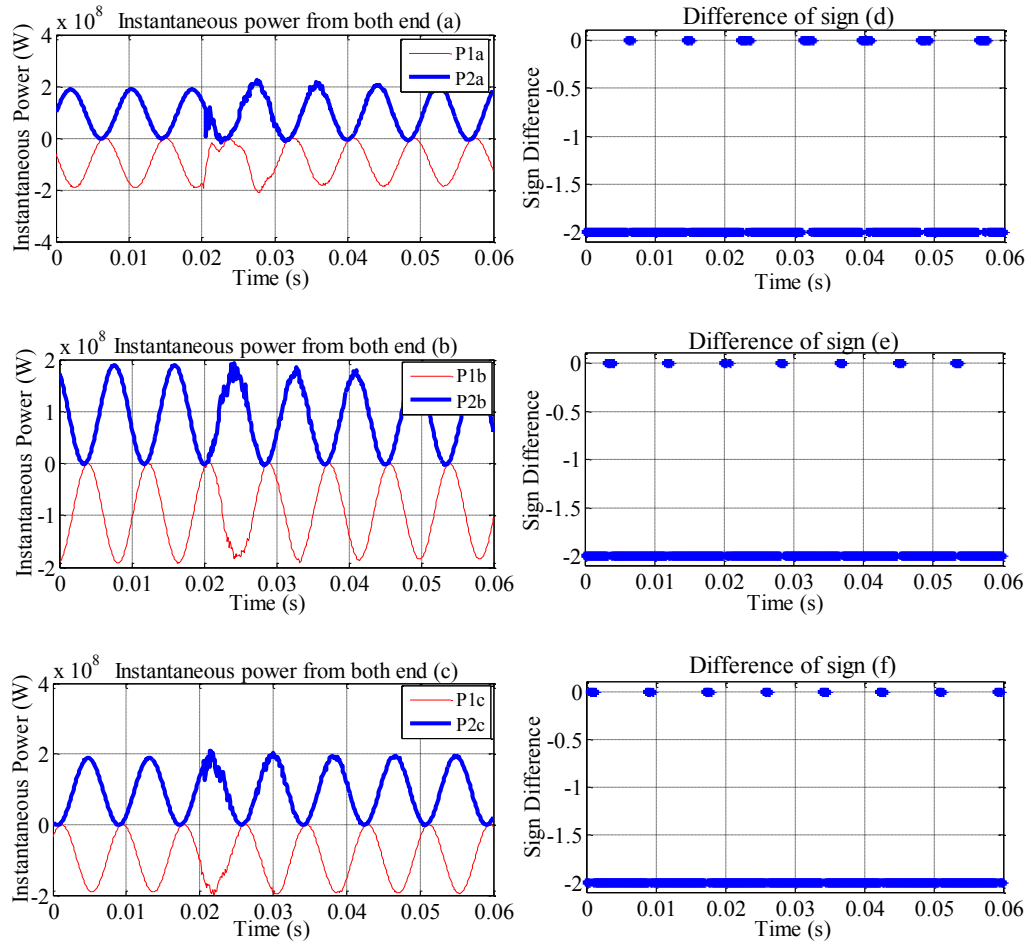 x 10⁸ Instantaneous power from both end (a)
Instantaneous Power (W)
4
2
0
-2
-4
P1a
P2a
0 0.01 0.02 0.03 0.04 0.05 0.06
Time (s)
Difference of sign (d)
Sign Difference
0
-0.5
-1
-1.5
-2
0 0.01 0.02 0.03 0.04 0.05 0.06
Time (s)
x 10⁸ Instantaneous power from both end (b)
Instantaneous Power (W)
2
1
0
-1
-2
P1b
P2b
0 0.01 0.02 0.03 0.04 0.05 0.06
Time (s)
Difference of sign (e)
Sign Difference
0
-0.5
-1
-1.5
-2
0 0.01 0.02 0.03 0.04 0.05 0.06
Time (s)
x 10⁸ Instantaneous power from both end (c)
Instantaneous Power (W)
4
2
0
-2
P1c
P2c
0 0.01 0.02 0.03 0.04 0.05 0.06
Time (s)
Difference of sign (f)
Sign Difference
0
-0.5
-1
-1.5
-2
0 0.01 0.02 0.03 0.04 0.05 0.06
Time (s)